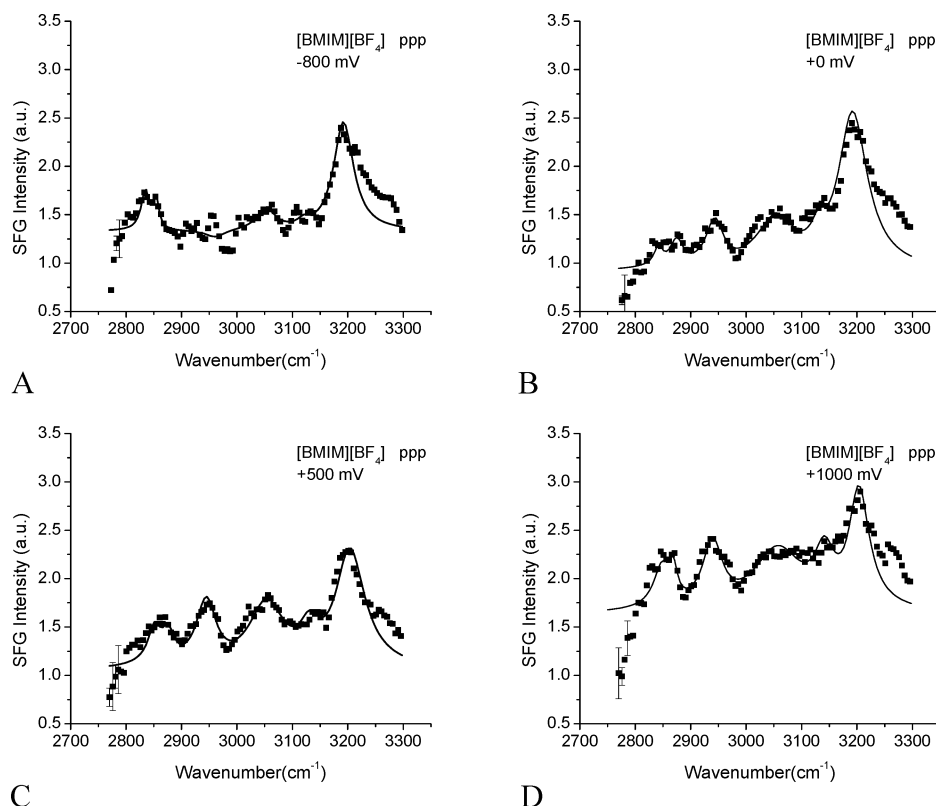 [BMIM][BF4] ppp
-800 mV
3.5
3.0
2.5
2.0
1.5
1.0
0.5
SFG Intensity (a.u.)
2700 2800 2900 3000 3100 3200 3300
Wavenumber(cm-1)
A
[BMIM][BF4] ppp
+0 mV
3.5
3.0
2.5
2.0
1.5
1.0
0.5
SFG Intensity (a.u.)
2700 2800 2900 3000 3100 3200 3300
Wavenumber(cm-1)
B
[BMIM][BF4] ppp
+500 mV
3.5
3.0
2.5
2.0
1.5
1.0
0.5
SFG Intensity (a.u.)
2700 2800 2900 3000 3100 3200 3300
Wavenumber(cm-1)
C
[BMIM][BF4] ppp
+1000 mV
3.5
3.0
2.5
2.0
1.5
1.0
0.5
SFG Intensity (a.u.)
2700 2800 2900 3000 3100 3200 3300
Wavenumber(cm-1)
D